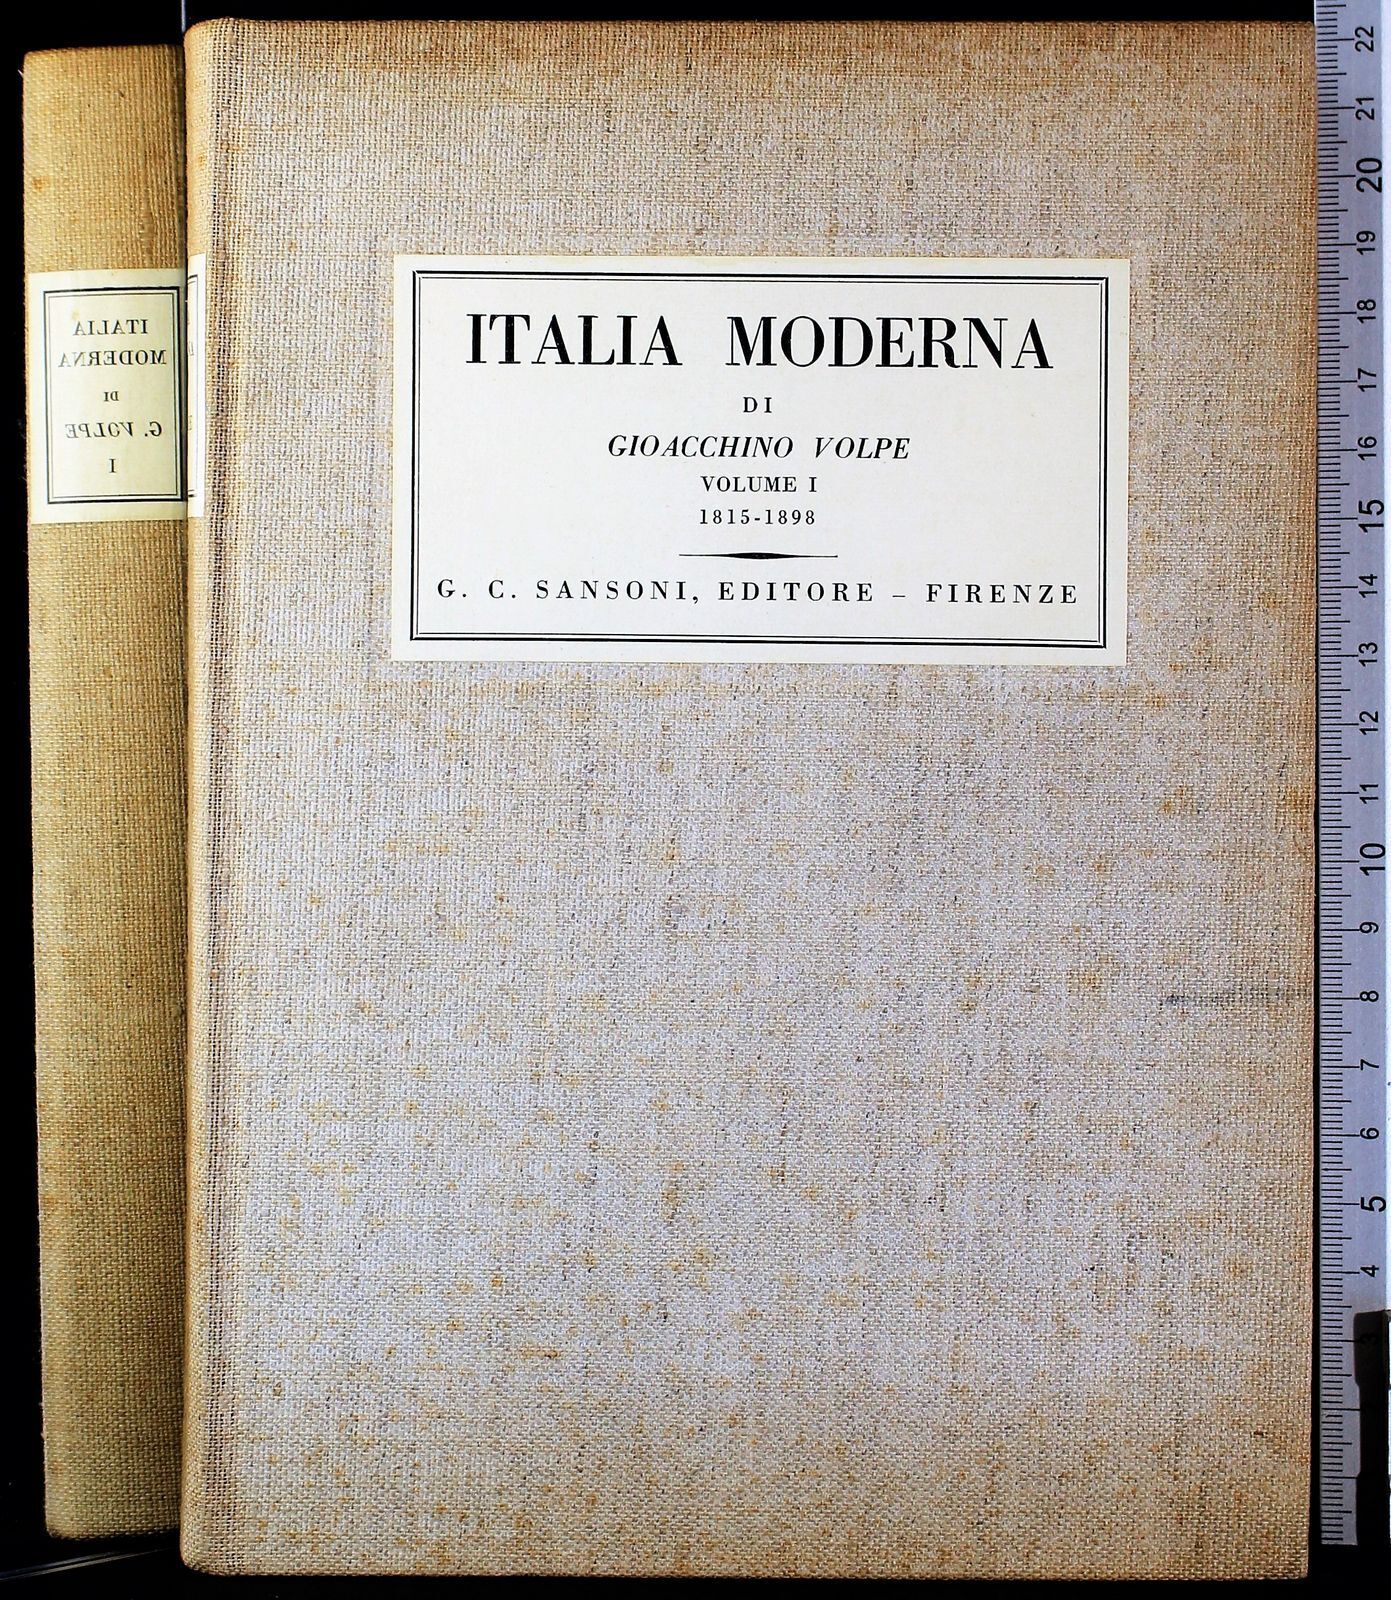 ITALIA MODERNA
DI
GIOACCHINO VOLPE
VOLUME I
1815-1898
G. C. SANSONI, EDITORE – FIRENZE
ITALIA
MODERNA
DI
G. VOLPE
I
22
21
20
19
18
17
16
15
14
13
12
11
10
9
8
7
6
5
4
3